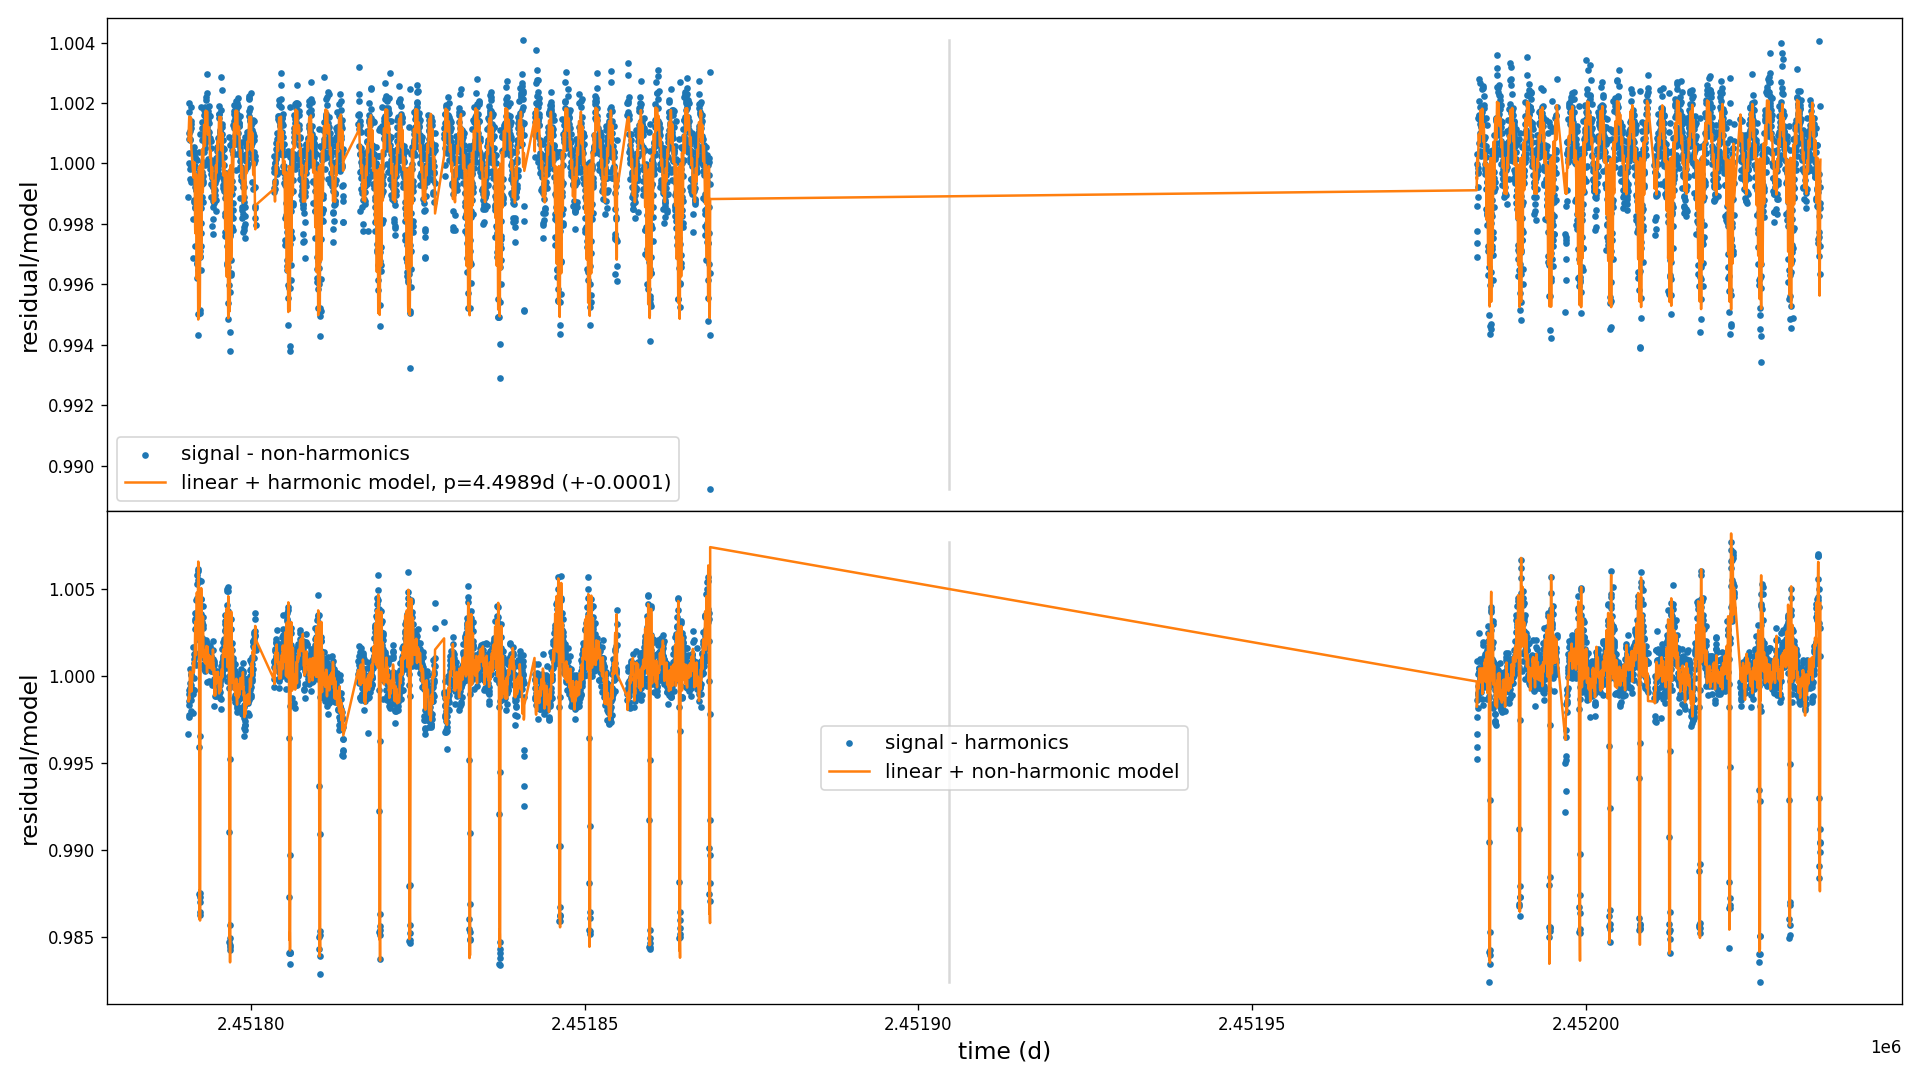 1.004
1.002
1.000
0.998
0.996
0.994
0.992
0.990
residual/model
signal - non-harmonics
linear + harmonic model, p=4.4989d (+-0.0001)
1.005
1.000
0.995
0.990
0.985
residual/model
signal - harmonics
linear + non-harmonic model
2.45180
2.45185
2.45190
2.45195
2.45200
time (d)
1e6